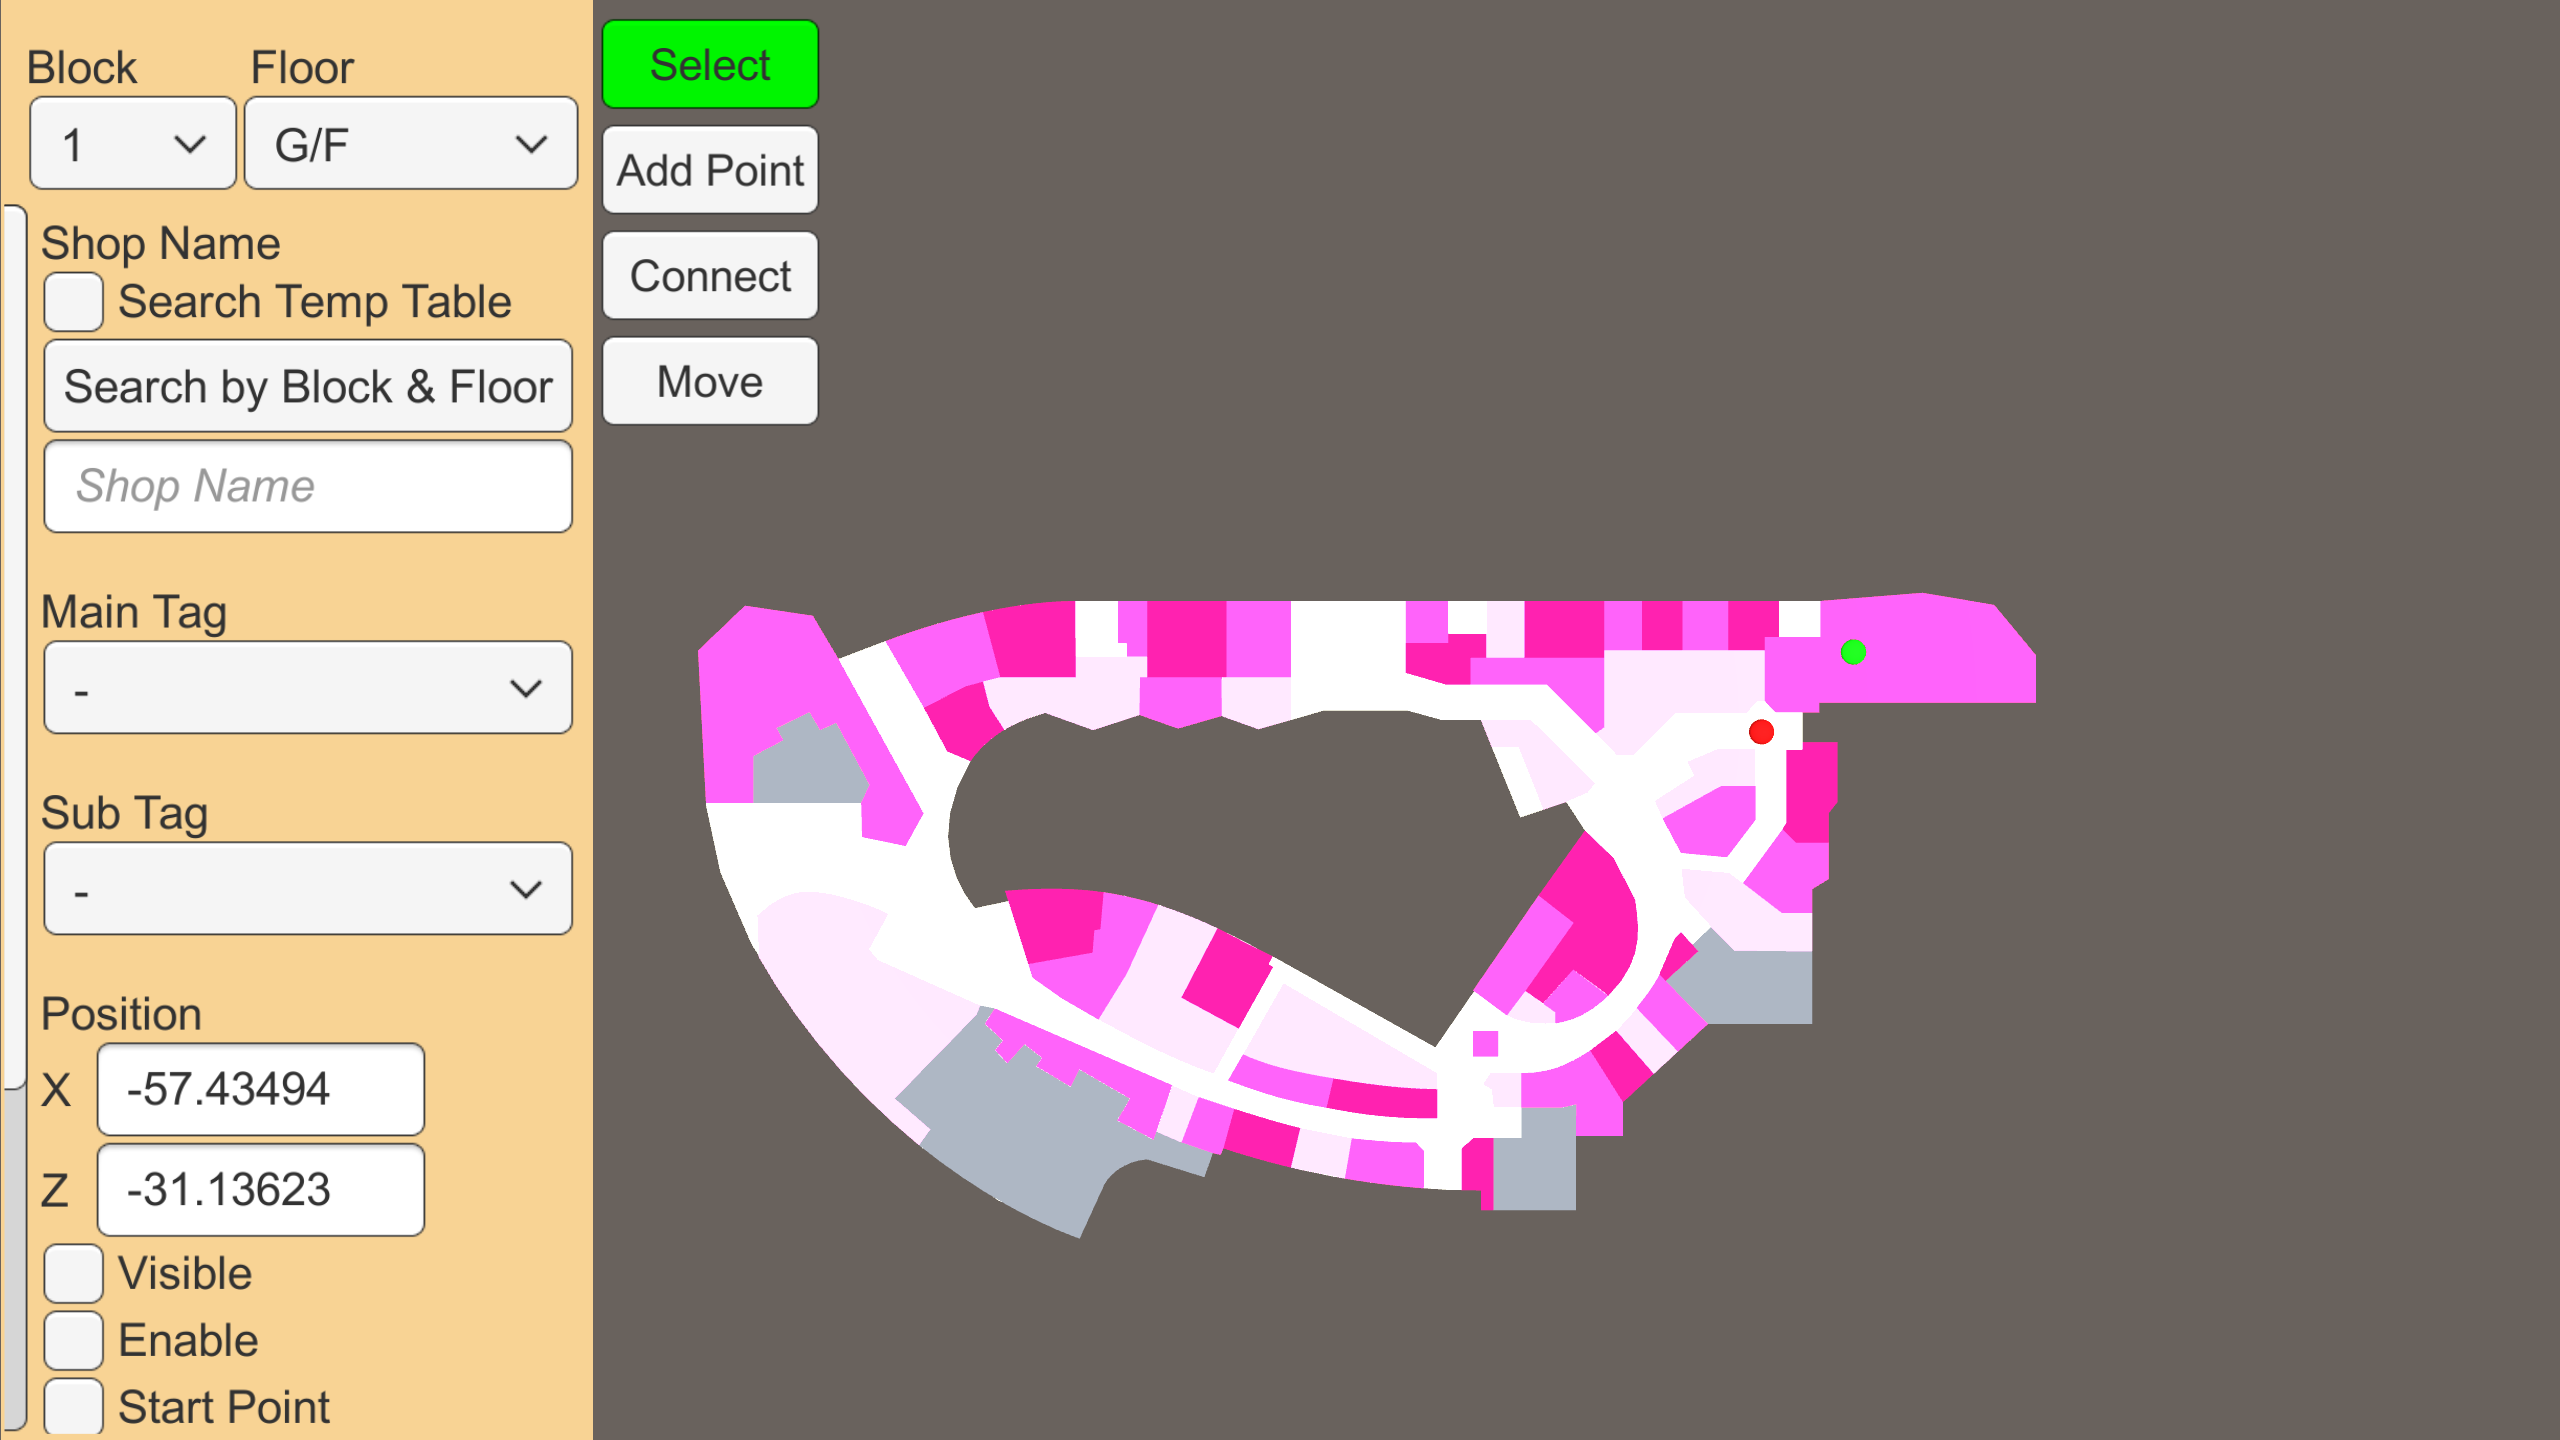 Block Floor
1 G/F
Shop Name
Search Temp Table
Search by Block & Floor
Shop Name
Main Tag
-
Sub Tag
-
Position
X -57.43494
Z -31.13623
Visible
Enable
Start Point
Select
Add Point
Connect
Move